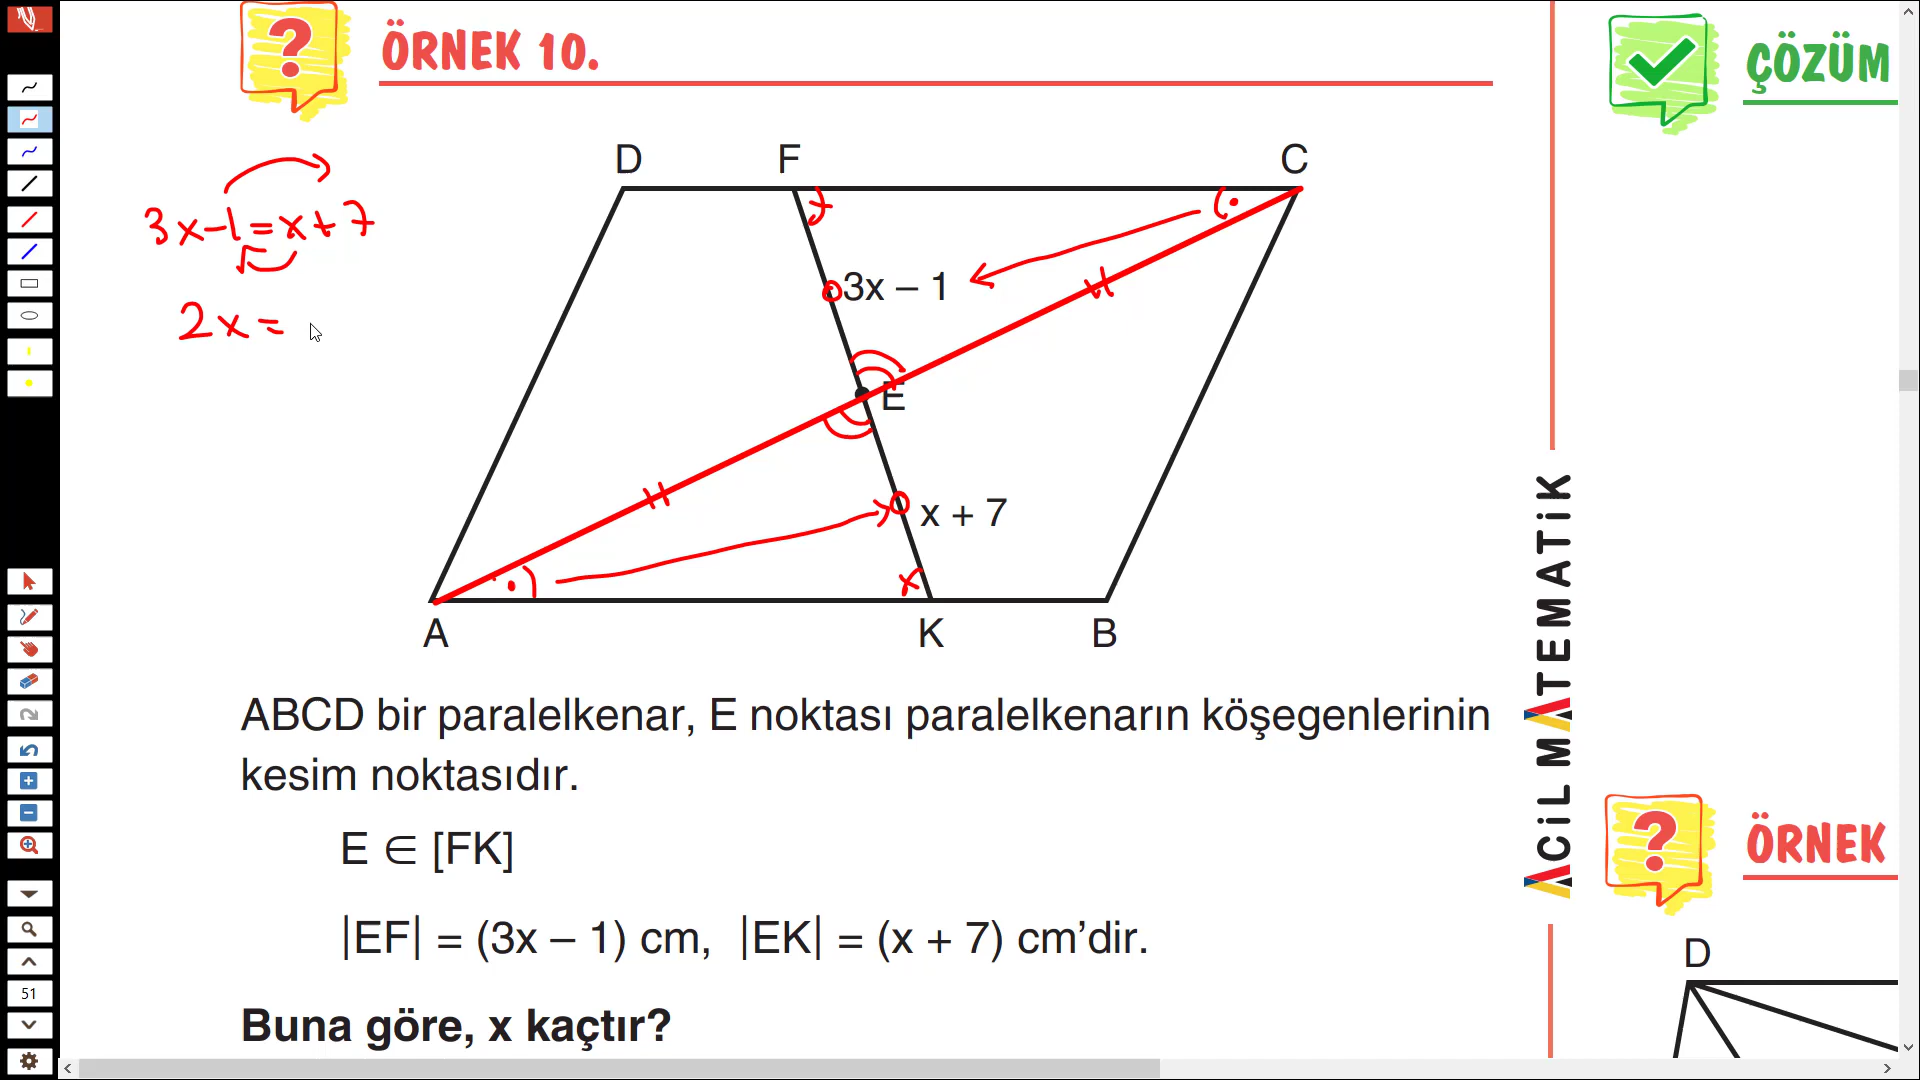 ÖRNEK 10.
ÇÖZÜM
D F C
3x-1=x+7
3x – 1
2x=
E
x + 7
x
A K B
ABCD bir paralelkenar, E noktası paralelkenarın köşegenlerinin
kesim noktasıdır.
E ∈ [FK]
|EF| = (3x – 1) cm, |EK| = (x + 7) cm’dir.
Buna göre, x kaçtır?
ACİL MATEMATİK
ÖRNEK
D
51